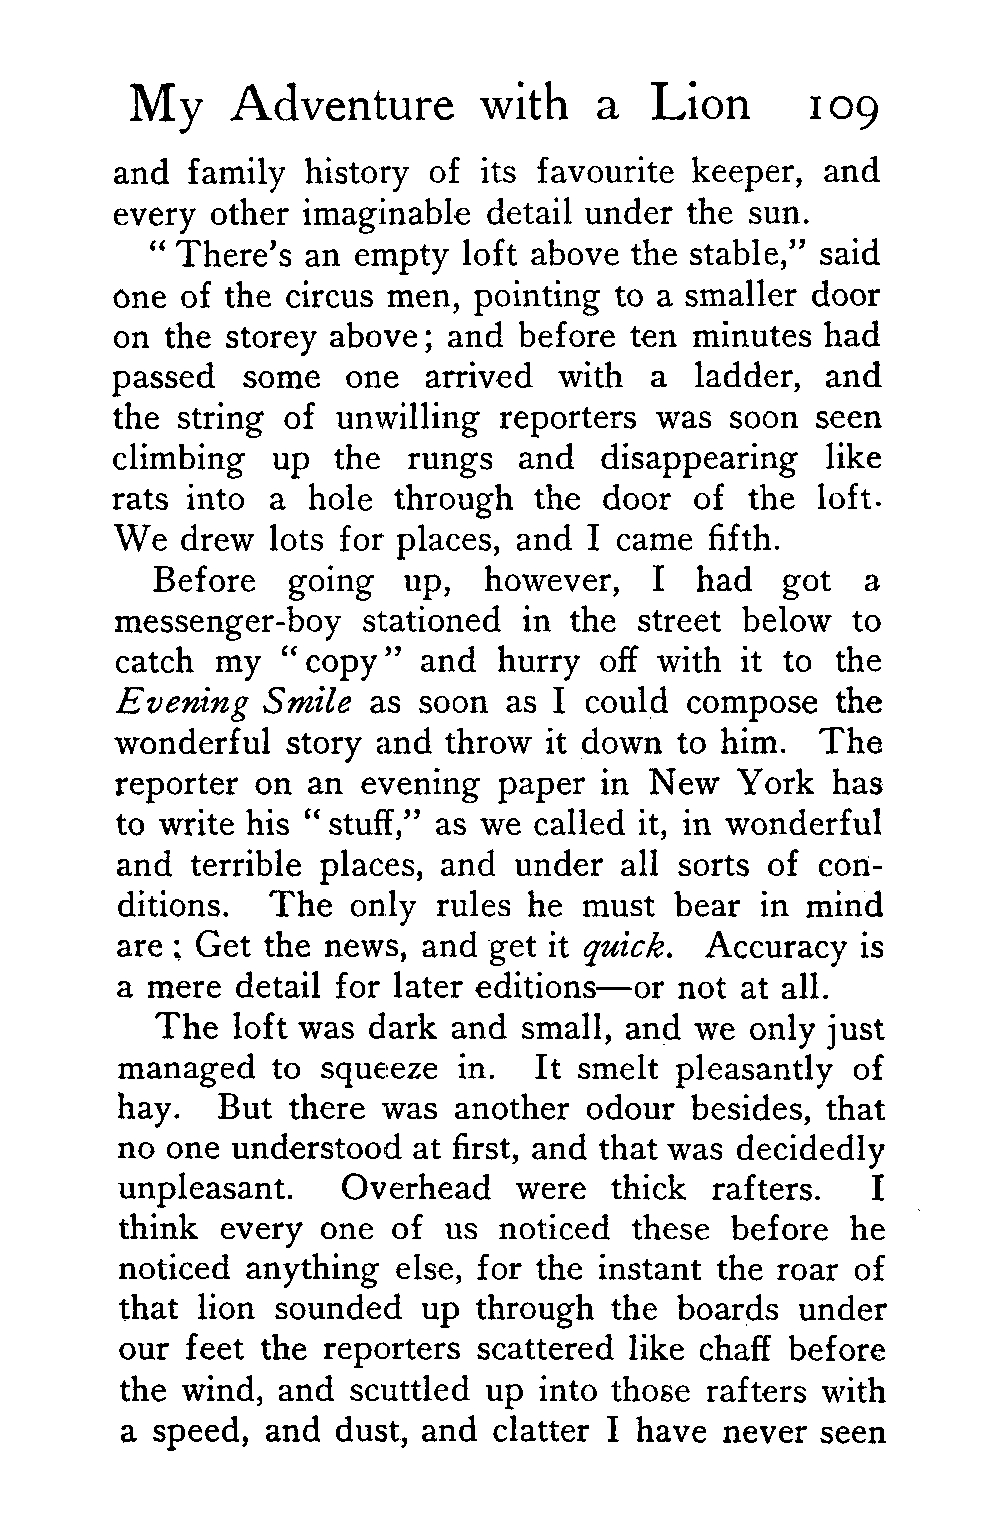 My Adventure with a Lion 109
and family history of its favourite keeper, and
every other imaginable detail under the sun.
“There’s an empty loft above the stable,” said
one of the circus men, pointing to a smaller door
on the storey above; and before ten minutes had
passed some one arrived with a ladder, and
the string of unwilling reporters was soon seen
climbing up the rungs and disappearing like
rats into a hole through the door of the loft.
We drew lots for places, and I came fifth.
Before going up, however, I had got a
messenger-boy stationed in the street below to
catch my “copy” and hurry off with it to the
Evening Smile as soon as I could compose the
wonderful story and throw it down to him. The
reporter on an evening paper in New York has
to write his “stuff,” as we called it, in wonderful
and terrible places, and under all sorts of con-
ditions. The only rules he must bear in mind
are; Get the news, and get it quick. Accuracy is
a mere detail for later editions—or not at all.
The loft was dark and small, and we only just
managed to squeeze in. It smelt pleasantly of
hay. But there was another odour besides, that
no one understood at first, and that was decidedly
unpleasant. Overhead were thick rafters. I
think every one of us noticed these before he
noticed anything else, for the instant the roar of
that lion sounded up through the boards under
our feet the reporters scattered like chaff before
the wind, and scuttled up into those rafters with
a speed, and dust, and clatter I have never seen